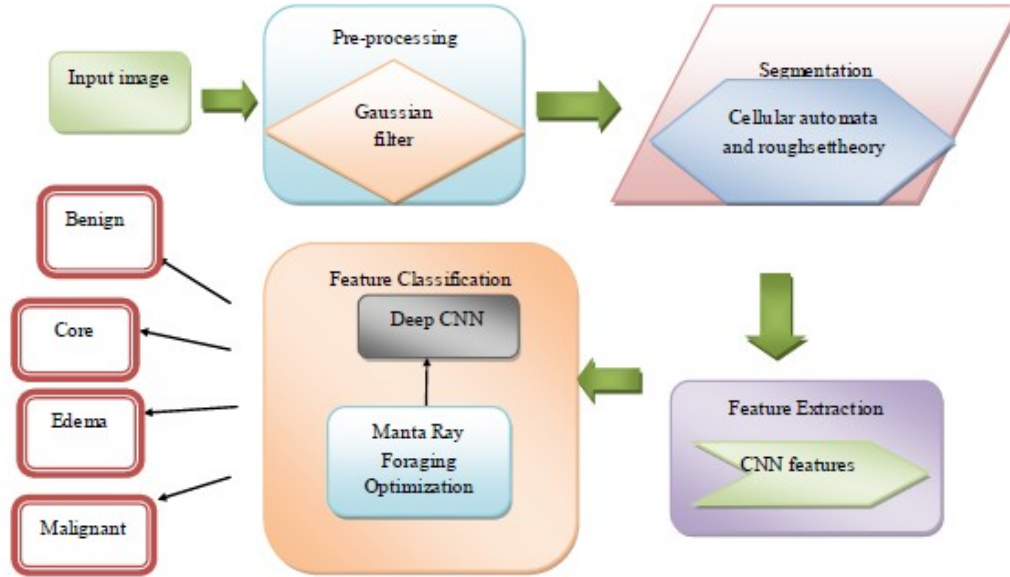 Input image
Pre-processing
Gaussian
filter
Segmentation
Cellular automata
and roughsettheory
Feature Extraction
CNN features
Feature Classification
Deep CNN
Manta Ray
Foraging
Optimization
Benign
Core
Edema
Malignant